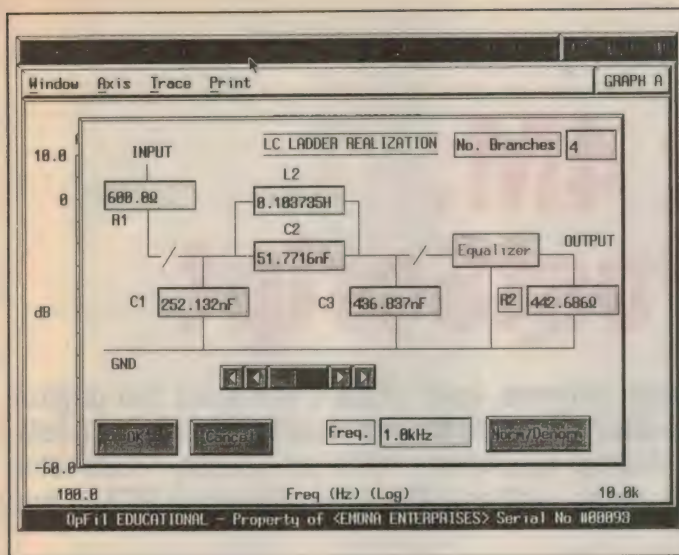 Window Axis Trace Print GRAPH A
LC LADDER REALIZATION No. Branches 4
INPUT
10.0
0
dB
-60.0
L2
0.103735H
600.0Ω
R1
C2
51.7716nF
Equalizer
OUTPUT
C1 252.132nF
C3 436.837nF
R2 442.686Ω
GND
OK
Cancel
Freq. 1.0kHz
Norm/Denorm
100.0 Freq (Hz) (Log) 10.0k
OpFil EDUCATIONAL - Property of <EMONA ENTERPRISES> Serial No #00093